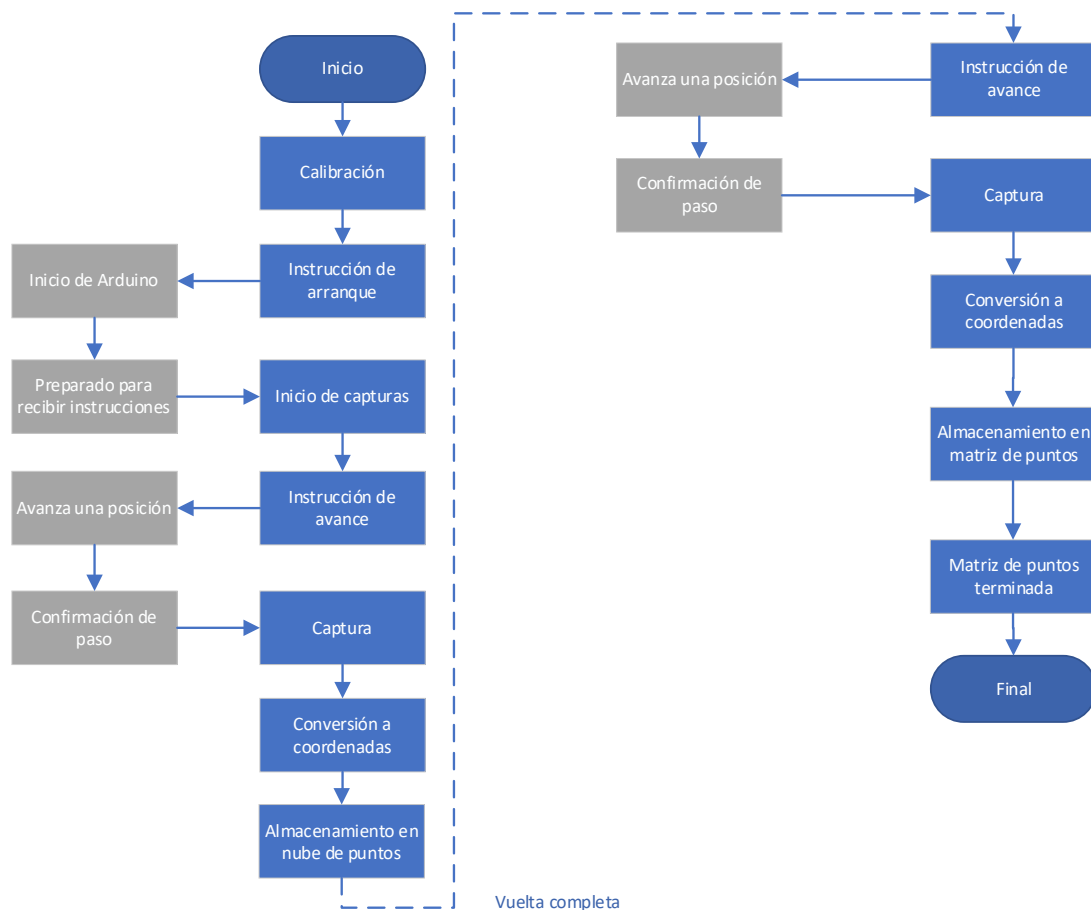 Inicio
Calibración
Instrucción de
arranque
Inicio de Arduino
Preparado para
recibir instrucciones
Inicio de capturas
Instrucción de
avance
Avanza una posición
Confirmación de
paso
Captura
Conversión a
coordenadas
Almacenamiento en
nube de puntos
Vuelta completa
Instrucción de
avance
Avanza una posición
Confirmación de
paso
Captura
Conversión a
coordenadas
Almacenamiento en
matriz de puntos
Matriz de puntos
terminada
Final